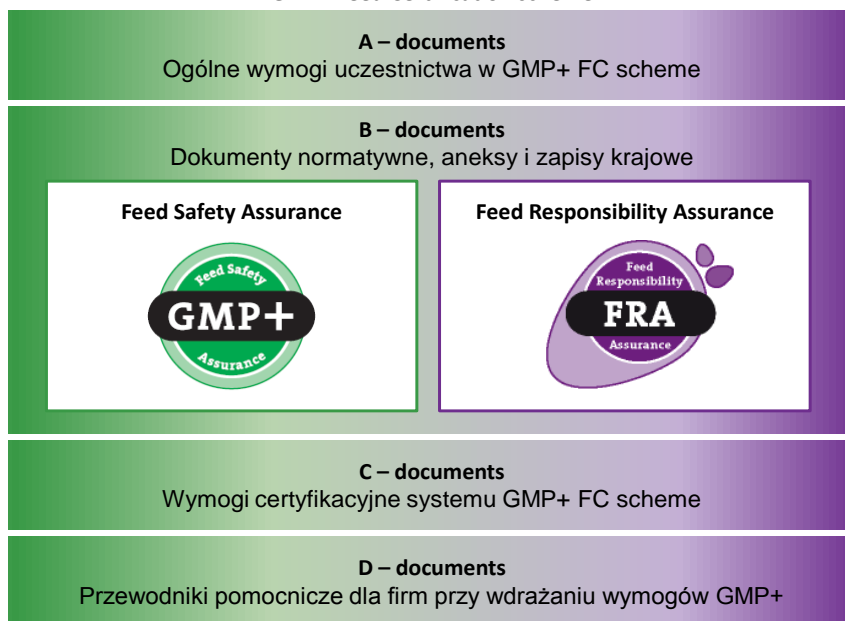 A – documents
Ogólne wymogi uczestnictwa w GMP+ FC scheme
B – documents
Dokumenty normatywne, aneksy i zapisy krajowe
Feed Safety Assurance
Feed Safety
GMP+
Assurance
Feed Responsibility Assurance
Feed
Responsibility
FRA
Assurance
C – documents
Wymogi certyfikacyjne systemu GMP+ FC scheme
D – documents
Przewodniki pomocnicze dla firm przy wdrażaniu wymogów GMP+